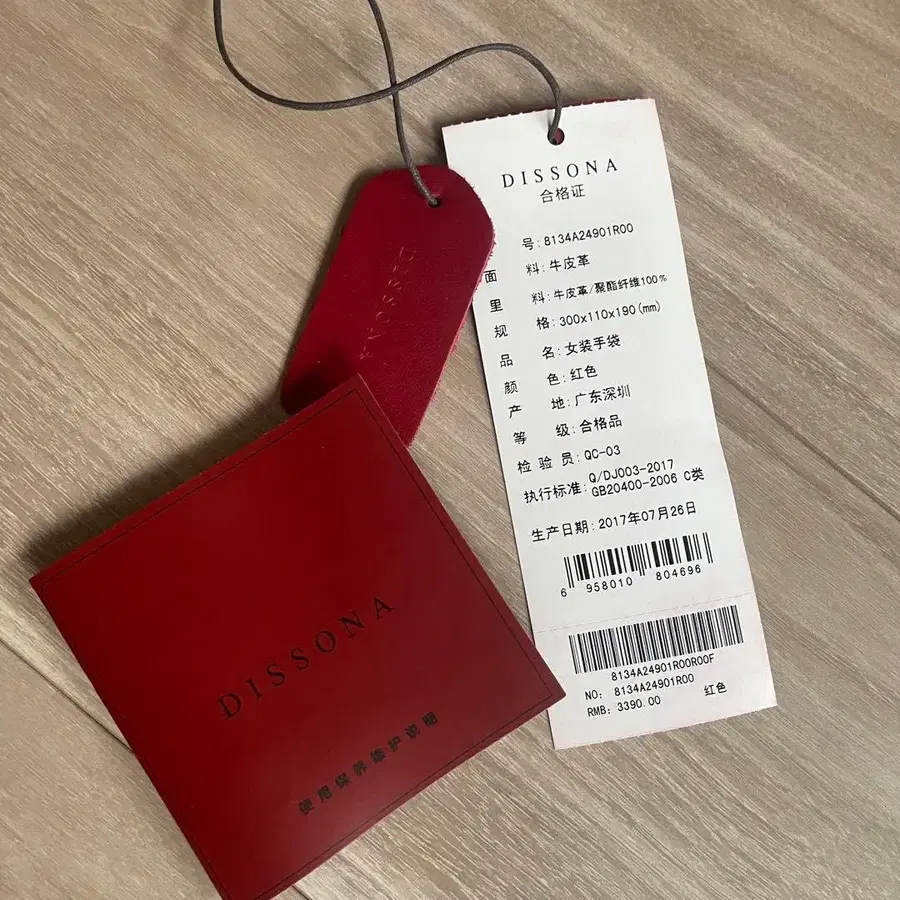 DISSONA
合格证
号:8134A24901R00
面 料:牛皮革
里 料:牛皮革/聚酯纤维100%
规 格:300x110x190(mm)
品 名:女装手袋
颜 色:红色
产 地:广东深圳
等 级:合格品
检验员:QC-03
执行标准:Q/DJ003-2017
GB20400-2006 C类
生产日期:2017年07月26日
6 958010 804696
8134A24901R00R00F
NO: 8134A24901R00 红色
RMB: 3390.00
DISSONA
DISSONA
使用保养维护说明